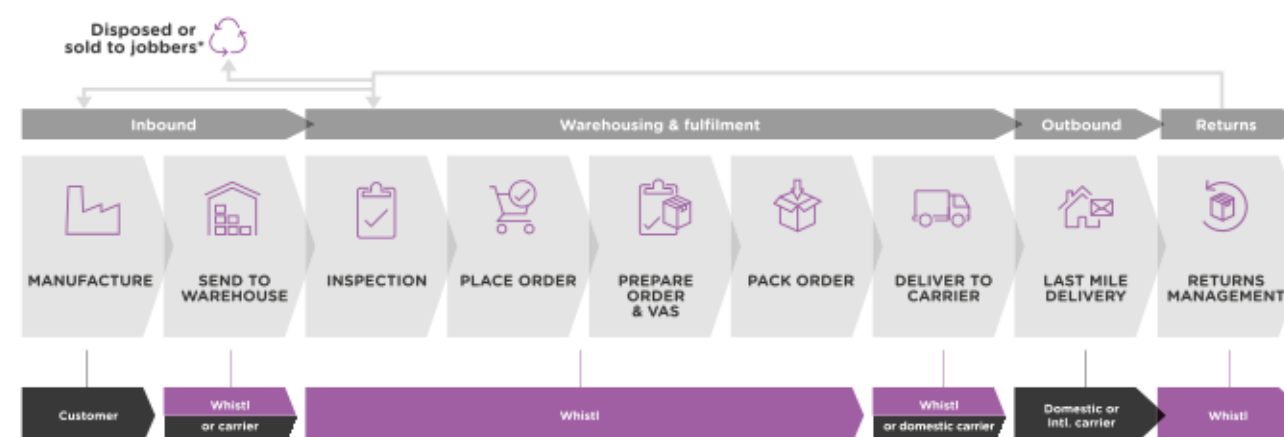 Disposed or
sold to jobbers*
Inbound
Warehousing & fulfilment
Outbound
Returns
MANUFACTURE
SEND TO
WAREHOUSE
INSPECTION
PLACE ORDER
PREPARE
ORDER
& VAS
PACK ORDER
DELIVER TO
CARRIER
LAST MILE
DELIVERY
RETURNS
MANAGEMENT
Customer
Whistl
or carrier
Whistl
Whistl
or domestic carrier
Domestic or
Intl. carrier
Whistl